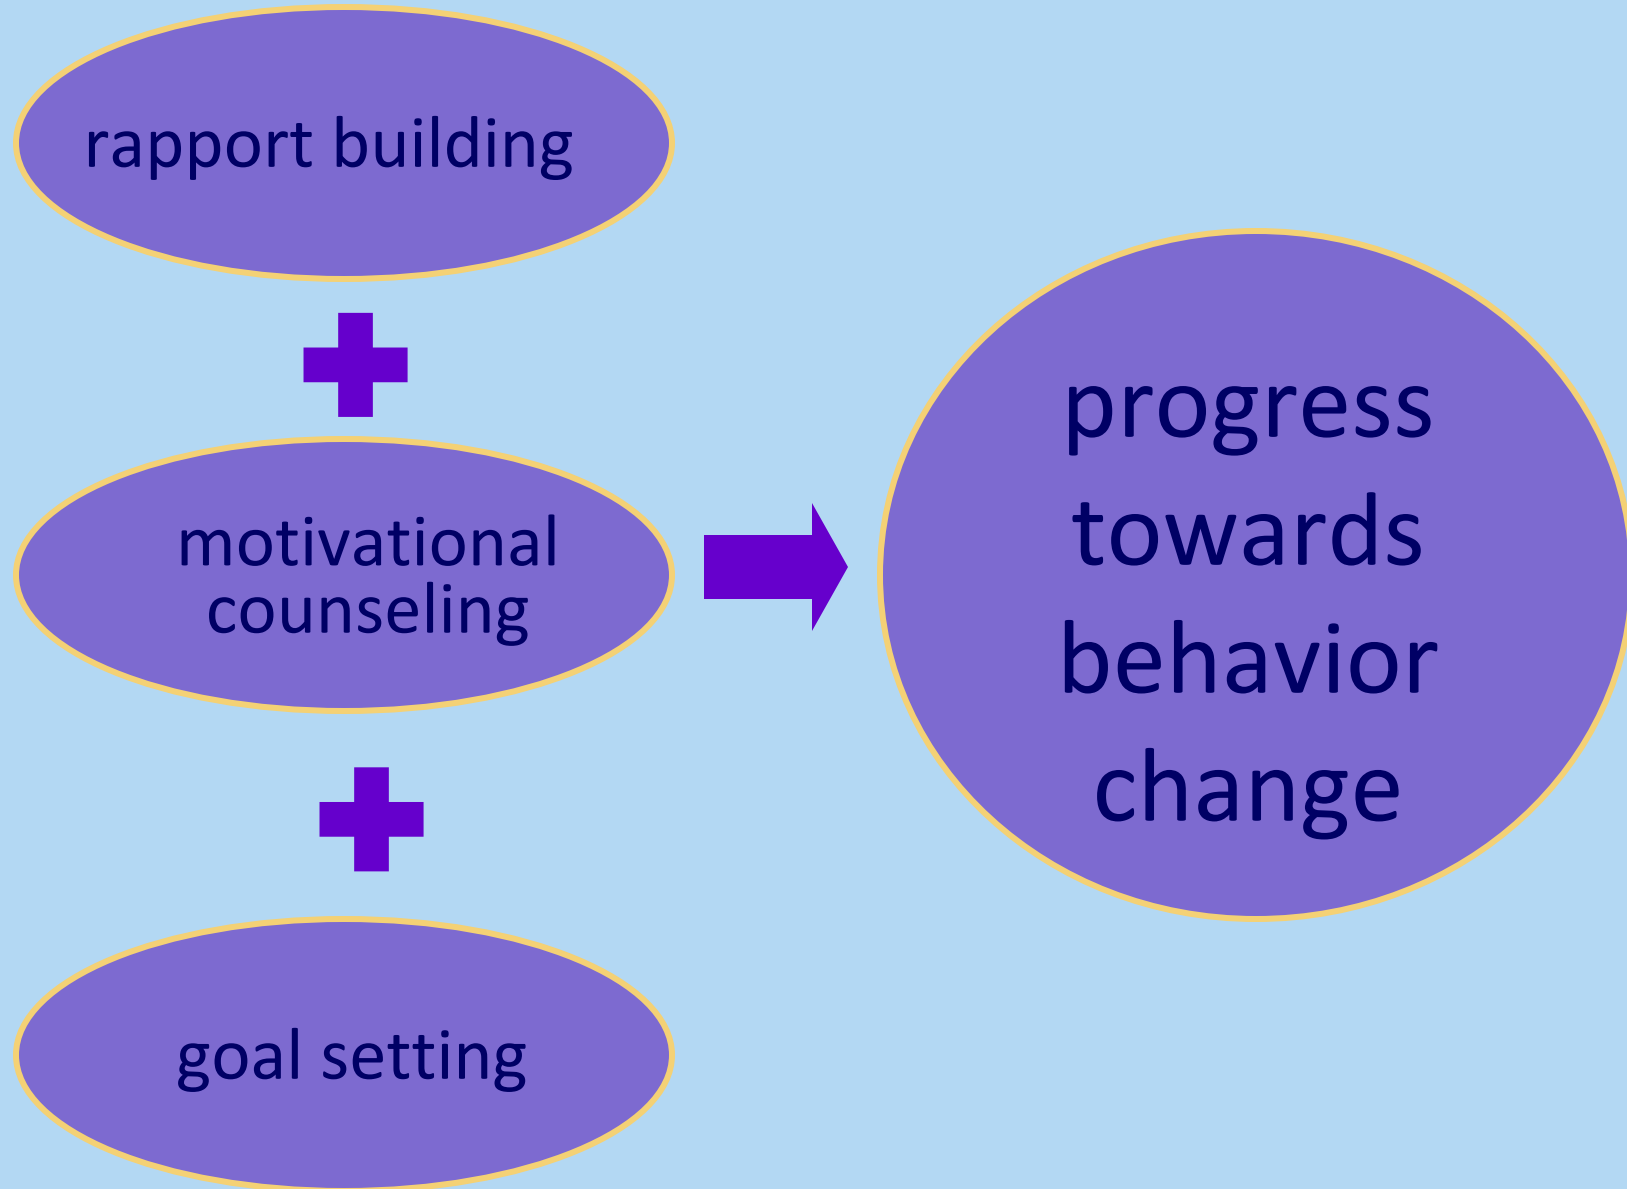 rapport building
motivational
counseling
goal setting
progress
towards
behavior
change